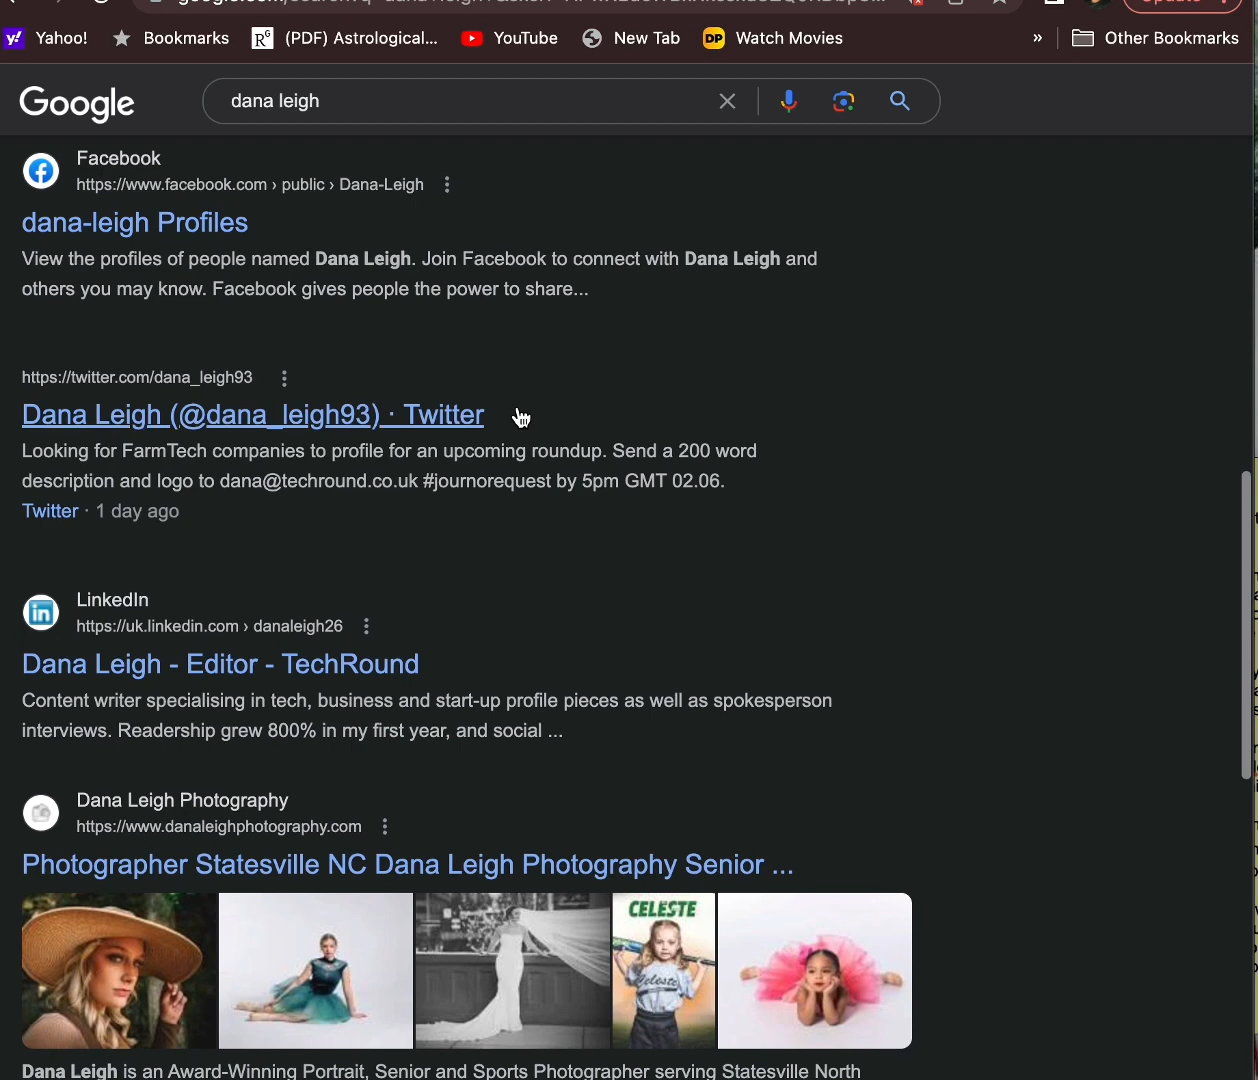 Yahoo!
Bookmarks
(PDF) Astrological...
YouTube
New Tab
DP
Watch Movies
»
Other Bookmarks
Google
dana leigh
Facebook
https://www.facebook.com › public › Dana-Leigh
dana-leigh Profiles
View the profiles of people named Dana Leigh. Join Facebook to connect with Dana Leigh and
others you may know. Facebook gives people the power to share...
https://twitter.com/dana_leigh93
Dana Leigh (@dana_leigh93) · Twitter
Looking for FarmTech companies to profile for an upcoming roundup. Send a 200 word
description and logo to dana@techround.co.uk #journorequest by 5pm GMT 02.06.
Twitter · 1 day ago
LinkedIn
https://uk.linkedin.com › danaleigh26
Dana Leigh - Editor - TechRound
Content writer specialising in tech, business and start-up profile pieces as well as spokesperson
interviews. Readership grew 800% in my first year, and social ...
Dana Leigh Photography
https://www.danaleighphotography.com
Photographer Statesville NC Dana Leigh Photography Senior ...
CELESTE
Celeste
Dana Leigh is an Award-Winning Portrait, Senior and Sports Photographer serving Statesville North